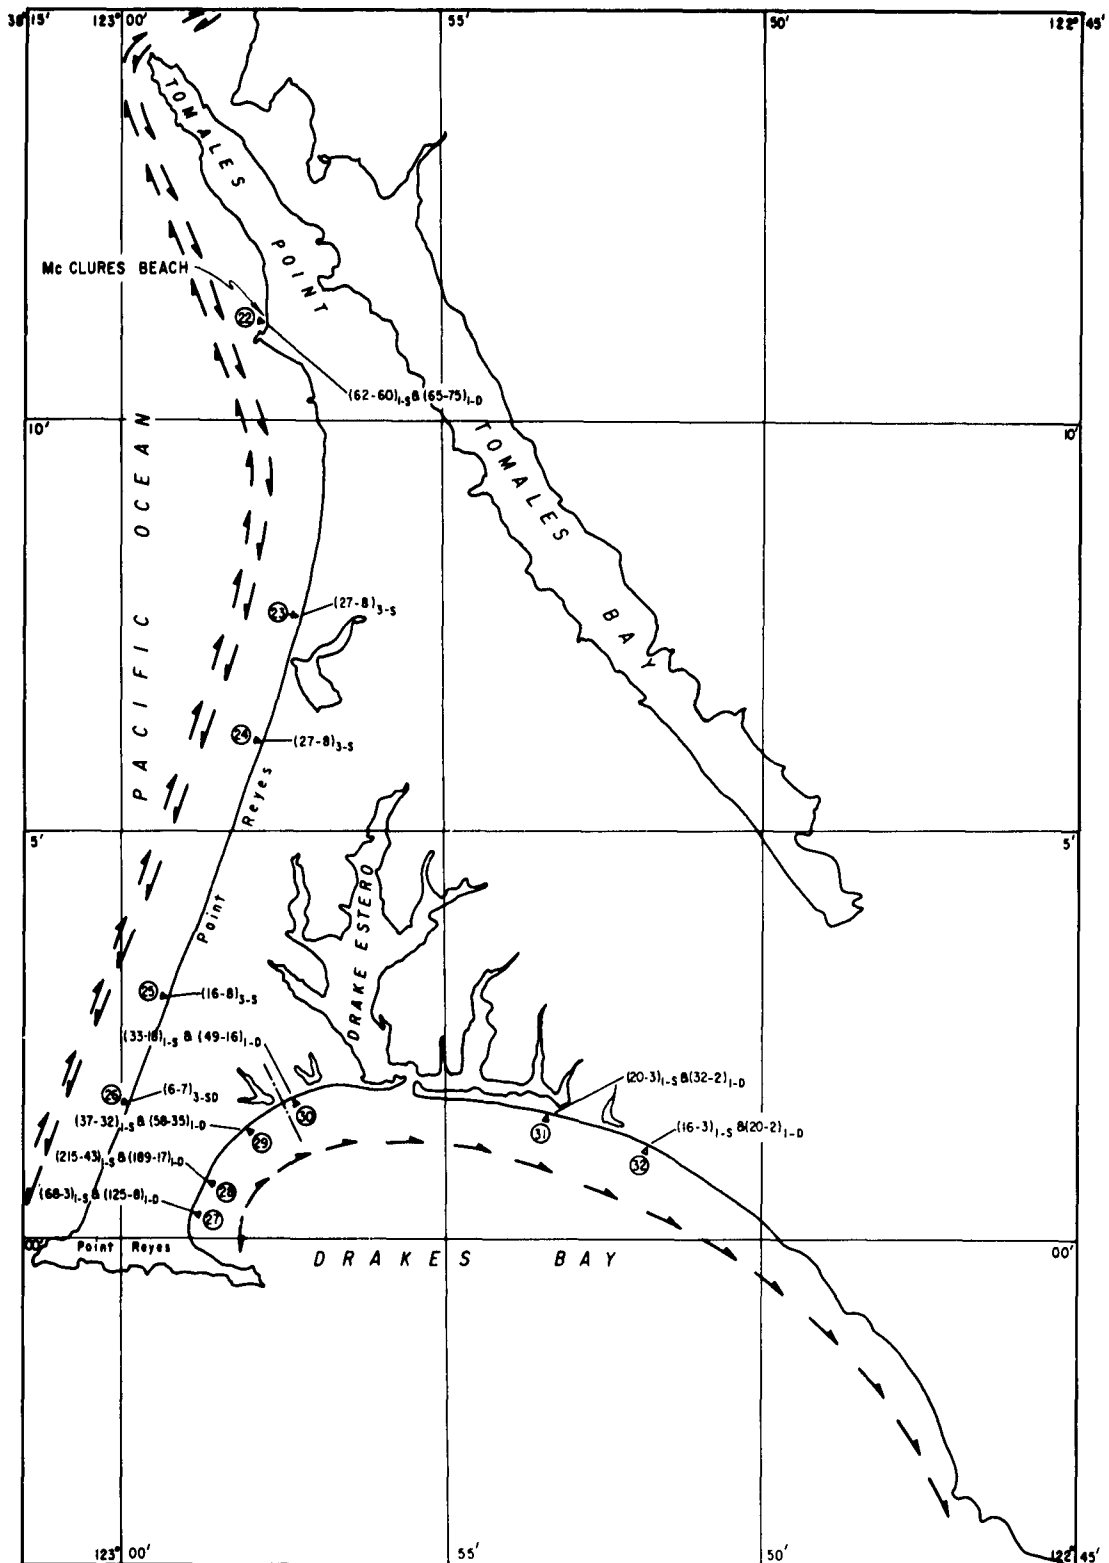 38°15' 123° 00' 55' 50' 122° 45'
TOMALES
POINT
Mc CLURES BEACH
22
(62-60)1-S & (65-75)1-D
10' 10'
PACIFIC OCEAN
TOMALES
BAY
23 (27-8)3-S
24 (27-8)3-S
Point Reyes
5' 5'
DRAKE ESTERO
25 (16-8)3-S
(33-18)1-S & (49-16)1-D
26 (6-7)3-SD
30
(20-3)1-S & (32-2)1-D
31
(37-32)1-S & (58-35)1-D
29
(16-3)1-S & (20-2)1-D
32
(215-43)1-S & (189-17)1-D
28
(68-3)1-S & (125-8)1-D
27
00' Point Reyes 00'
DRAKES BAY
123° 00' 55' 50' 122° 45'